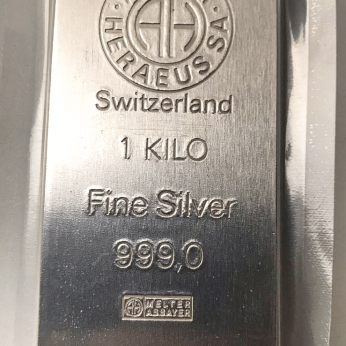 HERAEUS SA
Switzerland
1 KILO
Fine Silver
999,0
MELTER
ASSAYER